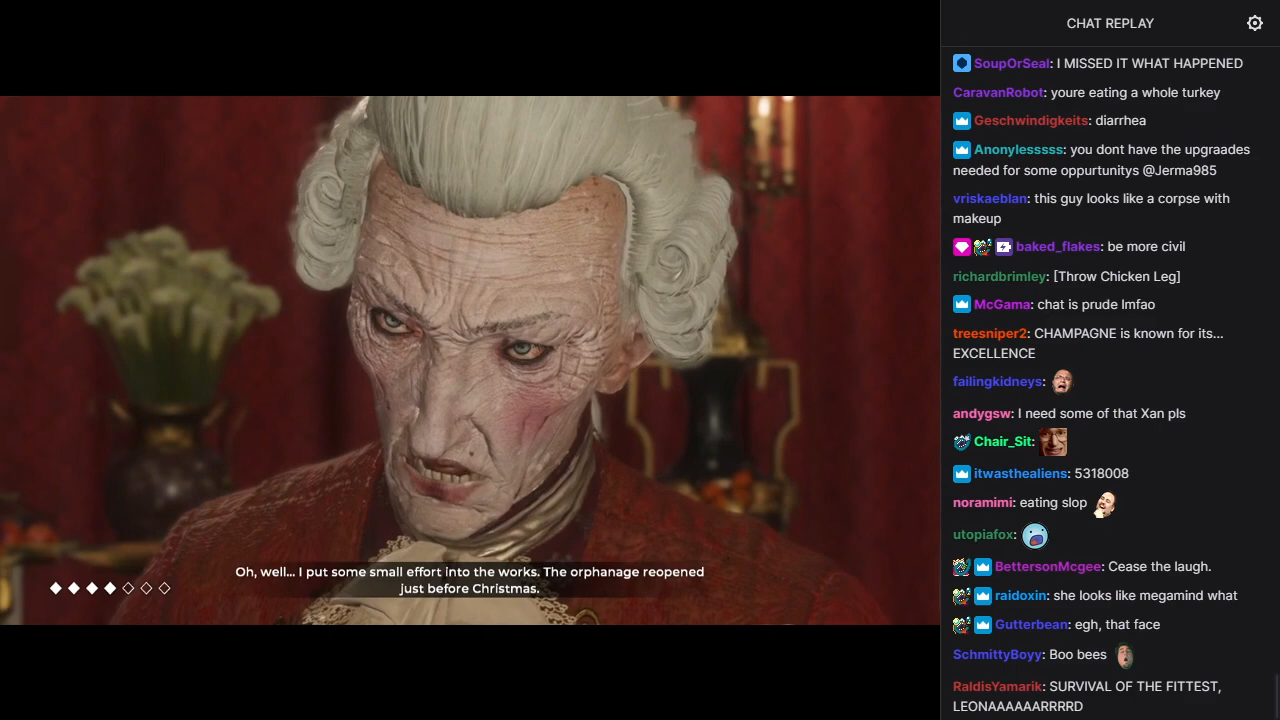 Oh, well... I put some small effort into the works. The orphanage reopened
just before Christmas.
CHAT REPLAY
SoupOrSeal: I MISSED IT WHAT HAPPENED
CaravanRobot: youre eating a whole turkey
Geschwindigkeits: diarrhea
Anonylesssss: you dont have the upgraades
needed for some oppurtunitys @Jerma985
vriskaeblan: this guy looks like a corpse with
makeup
baked_flakes: be more civil
richardbrimley: [Throw Chicken Leg]
McGama: chat is prude lmfao
treesniper2: CHAMPAGNE is known for its...
EXCELLENCE
failingkidneys:
andygsw: I need some of that Xan pls
Chair_Sit:
itwasthealiens: 5318008
noramimi: eating slop
utopiafox:
BettersonMcgee: Cease the laugh.
raidoxin: she looks like megamind what
Gutterbean: egh, that face
SchmittyBoyy: Boo bees
RaldisYamarik: SURVIVAL OF THE FITTEST,
LEONAAAAAARRRRD